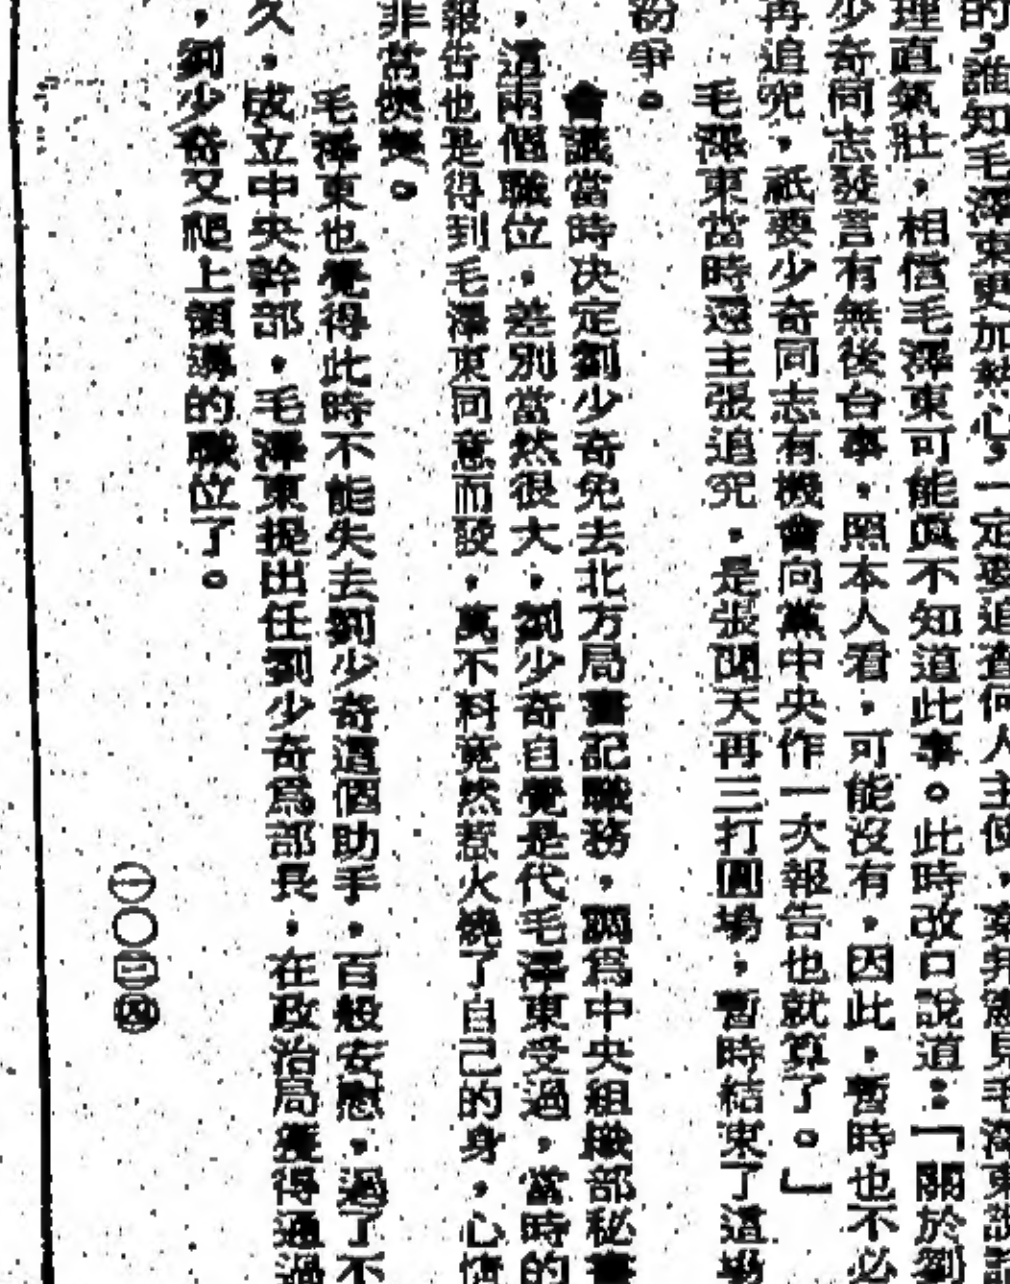 的，誰知毛澤東更加熱心，一定要追查何人主使，
理直氣壯，相信毛澤東可能眞不知道此事。此時改口說道：「關於劉
少奇同志發言有無後台事，照本人看，可能沒有，因此，暫時也不必
再追究，祇要少奇同志有機會向黨中央作一次報告也就算了。」
毛澤東當時還主張追究，是張聞天再三打圓場，暫時結束了這場
紛爭。
會議當時決定劉少奇免去北方局書記職務，調爲中央組織部秘書
，這兩個職位，差別當然很大，劉少奇自覺是代毛澤東受過，當時的
報告也是得到毛澤東同意而發，萬不料竟然惹火燒了自己的身，心情
非常懊喪。
毛澤東也覺得此時不能失去劉少奇這個助手，百般安慰，過了不
久，成立中央幹部，毛澤東提出任劉少奇爲部長，在政治局獲得通過
，劉少奇又爬上領導的職位了。
㊀〇㊂㊃